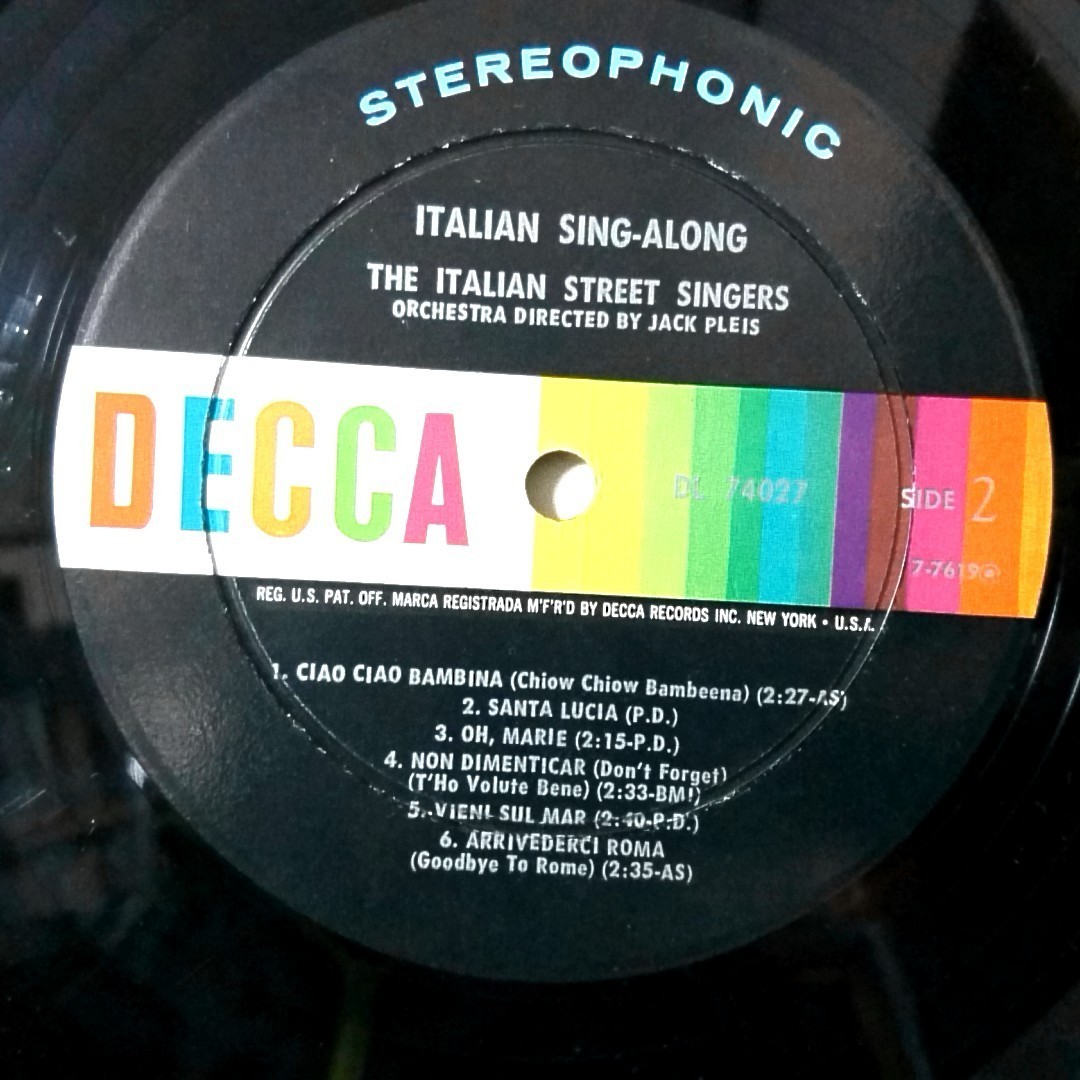 STEREOPHONIC
ITALIAN SING-ALONG
THE ITALIAN STREET SINGERS
ORCHESTRA DIRECTED BY JACK PLEIS
DECCA
DL 74027
SIDE 2
7-7619
REG. U.S. PAT. OFF. MARCA REGISTRADA M'F'R'D BY DECCA RECORDS INC. NEW YORK • U.S.A.
1. CIAO CIAO BAMBINA (Chiow Chiow Bambeena) (2:27-AS)
2. SANTA LUCIA (P.D.)
3. OH, MARIE (2:15-P.D.)
4. NON DIMENTICAR (Don't Forget)
(T'Ho Volute Bene) (2:33-BMI)
5. VIENI SUL MAR (2:40-P.D.)
6. ARRIVEDERCI ROMA
(Goodbye To Rome) (2:35-AS)